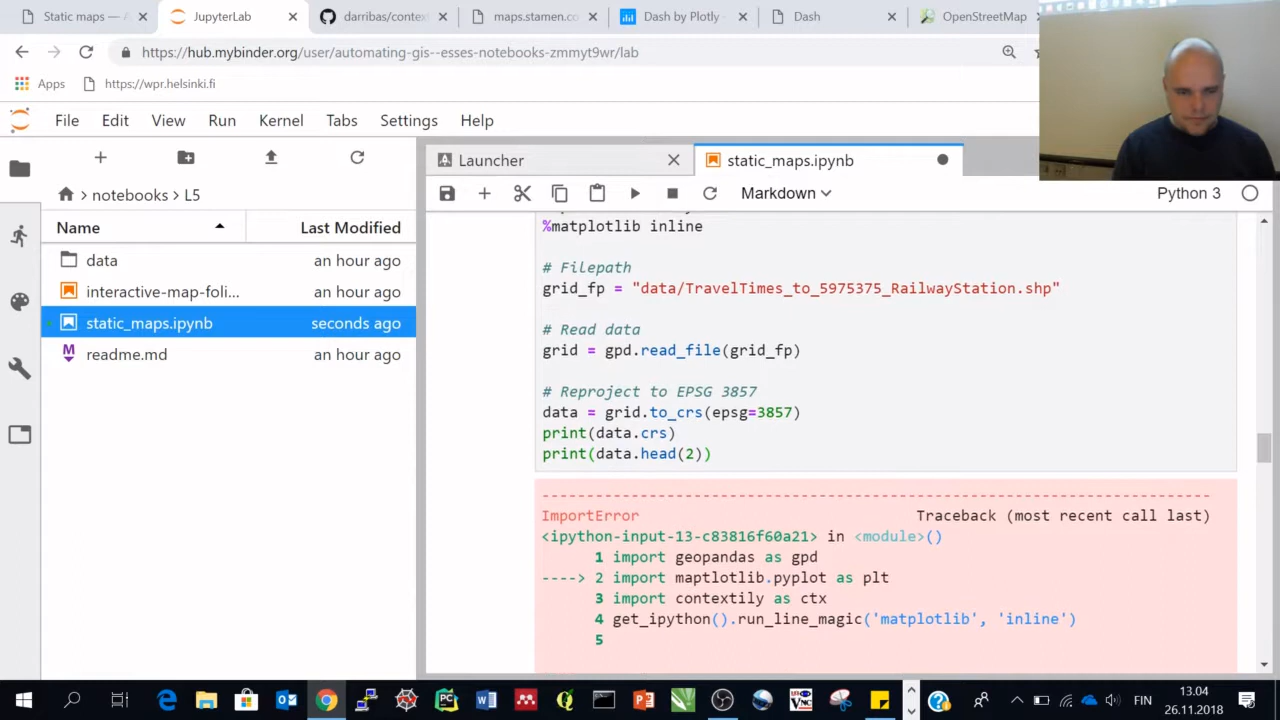 Static maps —
JupyterLab
darribas/contex
maps.stamen.co
Dash by Plotly
Dash
OpenStreetMap
https://hub.mybinder.org/user/automating-gis--esses-notebooks-zmmyt9wr/lab
Apps
https://wpr.helsinki.fi
File Edit View Run Kernel Tabs Settings Help
Launcher
static_maps.ipynb
notebooks > L5
Markdown
Python 3
Name
Last Modified
data an hour ago
interactive-map-foli... an hour ago
static_maps.ipynb seconds ago
readme.md an hour ago
%matplotlib inline
# Filepath
grid_fp = "data/TravelTimes_to_5975375_RailwayStation.shp"
# Read data
grid = gpd.read_file(grid_fp)
# Reproject to EPSG 3857
data = grid.to_crs(epsg=3857)
print(data.crs)
print(data.head(2))
---------------------------------------------------------------------------
ImportError Traceback (most recent call last)
<ipython-input-13-c83816f60a21> in <module>()
1 import geopandas as gpd
----> 2 import maptlotlib.pyplot as plt
3 import contextily as ctx
4 get_ipython().run_line_magic('matplotlib', 'inline')
5
FIN
13.04
26.11.2018